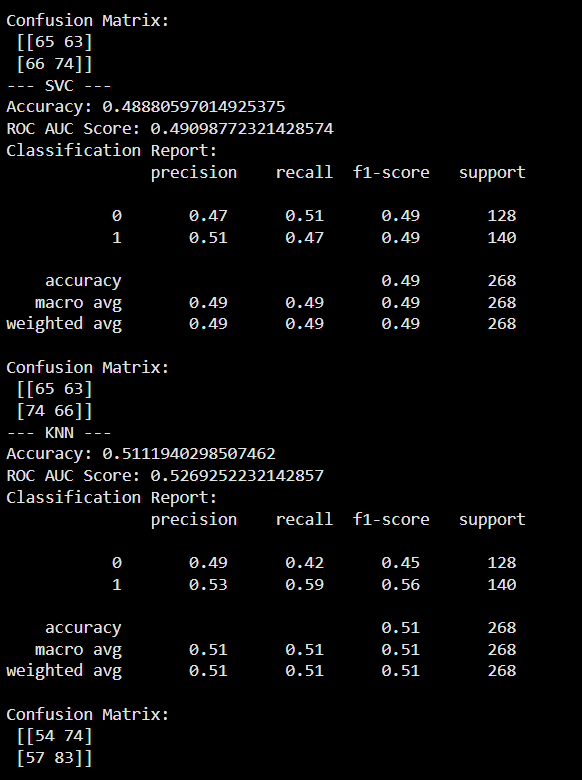 Confusion Matrix:
[[65 63]
[66 74]]
--- SVC ---
Accuracy: 0.48880597014925375
ROC AUC Score: 0.49098772321428574
Classification Report:
precision recall f1-score support
0 0.47 0.51 0.49 128
1 0.51 0.47 0.49 140
accuracy 0.49 268
macro avg 0.49 0.49 0.49 268
weighted avg 0.49 0.49 0.49 268
Confusion Matrix:
[[65 63]
[74 66]]
--- KNN ---
Accuracy: 0.5111940298507462
ROC AUC Score: 0.5269252232142857
Classification Report:
precision recall f1-score support
0 0.49 0.42 0.45 128
1 0.53 0.59 0.56 140
accuracy 0.51 268
macro avg 0.51 0.51 0.51 268
weighted avg 0.51 0.51 0.51 268
Confusion Matrix:
[[54 74]
[57 83]]